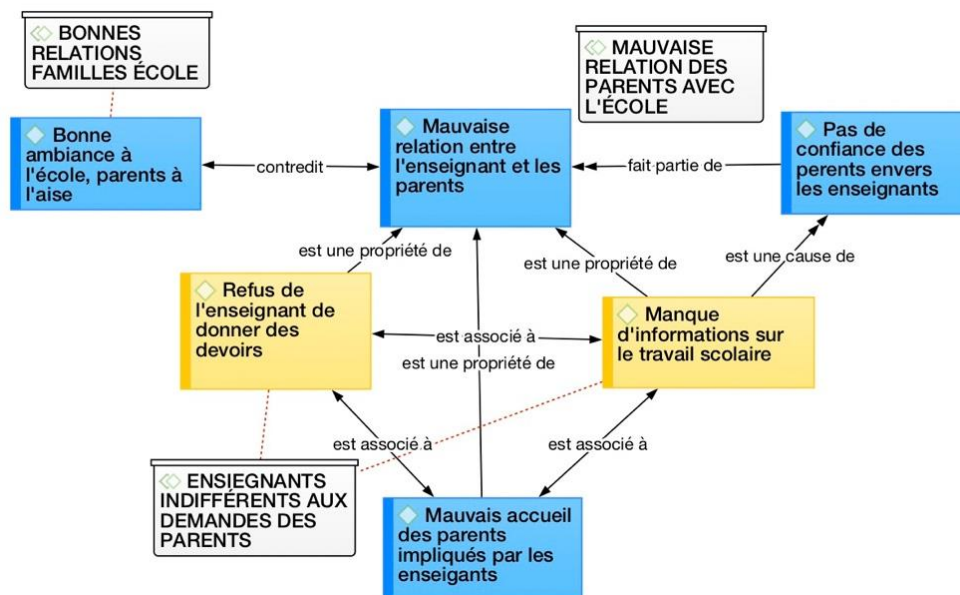 BONNES
RELATIONS
FAMILLES ÉCOLE
MAUVAISE
RELATION DES
PARENTS AVEC
L'ÉCOLE
Bonne
ambiance à
l'école, parents à
l'aise
contredit
Mauvaise
relation entre
l'enseignant et les
parents
fait partie de
Pas de
confiance des
perents envers
les enseignants
est une propriété de
est une propriété de
est une cause de
Refus de
l'enseignant de
donner des
devoirs
est associé à
est une propriété de
Manque
d'informations sur
le travail scolaire
est associé à
est associé à
ENSIEGNANTS
INDIFFÉRENTS AUX
DEMANDES DES
PARENTS
Mauvais accueil
des parents
impliqués par les
enseigants